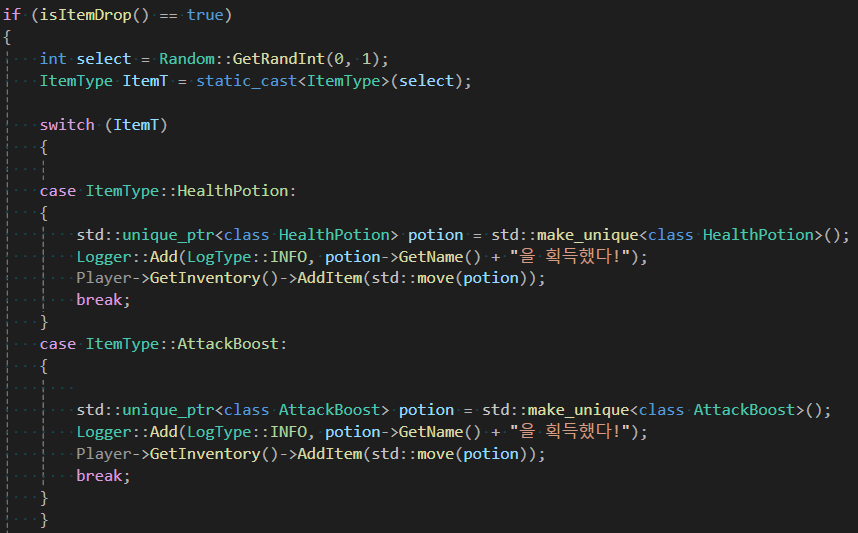 if (isItemDrop() == true)
{
    int select = Random::GetRandInt(0, 1);
    ItemType ItemT = static_cast<ItemType>(select);

    switch (ItemT)
    {

    case ItemType::HealthPotion:
    {
        std::unique_ptr<class HealthPotion> potion = std::make_unique<class HealthPotion>();
        Logger::Add(LogType::INFO, potion->GetName() + "을 획득했다!");
        Player->GetInventory()->AddItem(std::move(potion));
        break;
    }
    case ItemType::AttackBoost:
    {

        std::unique_ptr<class AttackBoost> potion = std::make_unique<class AttackBoost>();
        Logger::Add(LogType::INFO, potion->GetName() + "을 획득했다!");
        Player->GetInventory()->AddItem(std::move(potion));
        break;
    }
    }